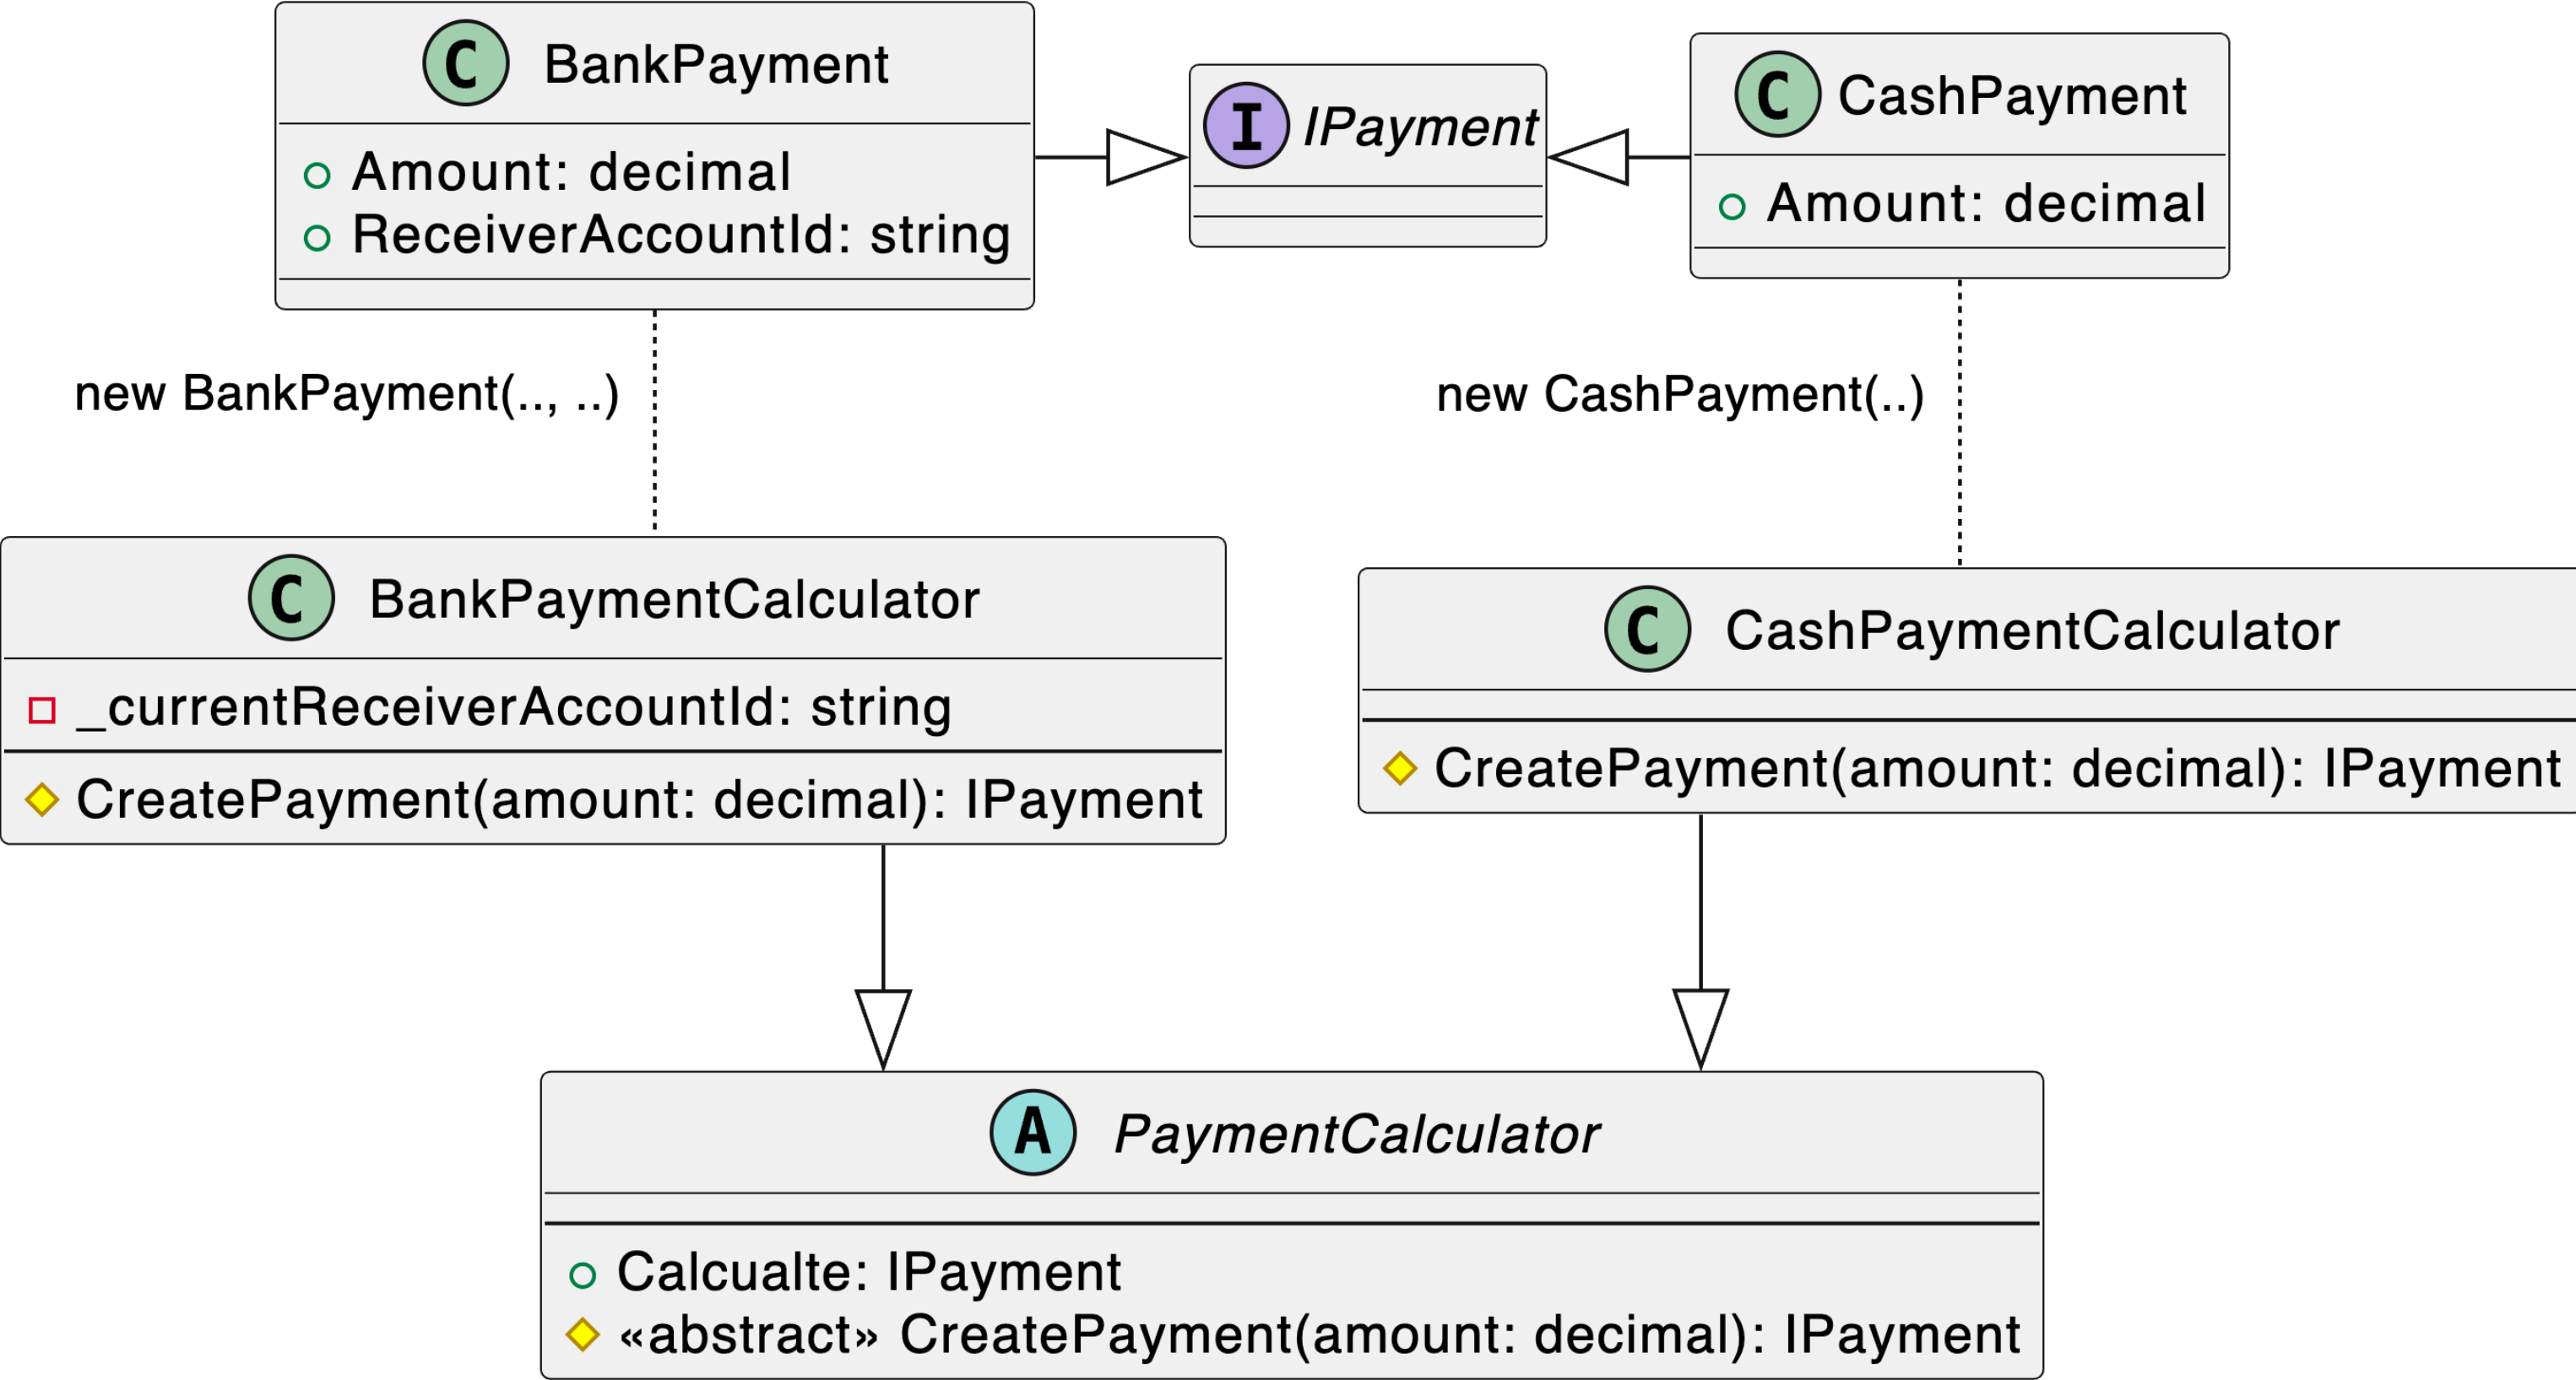 C BankPayment
Amount: decimal
ReceiverAccountId: string
I IPayment
C CashPayment
Amount: decimal
new BankPayment(.., ..)
new CashPayment(..)
C BankPaymentCalculator
_currentReceiverAccountId: string
CreatePayment(amount: decimal): IPayment
C CashPaymentCalculator
CreatePayment(amount: decimal): IPayment
A PaymentCalculator
Calcualte: IPayment
«abstract» CreatePayment(amount: decimal): IPayment